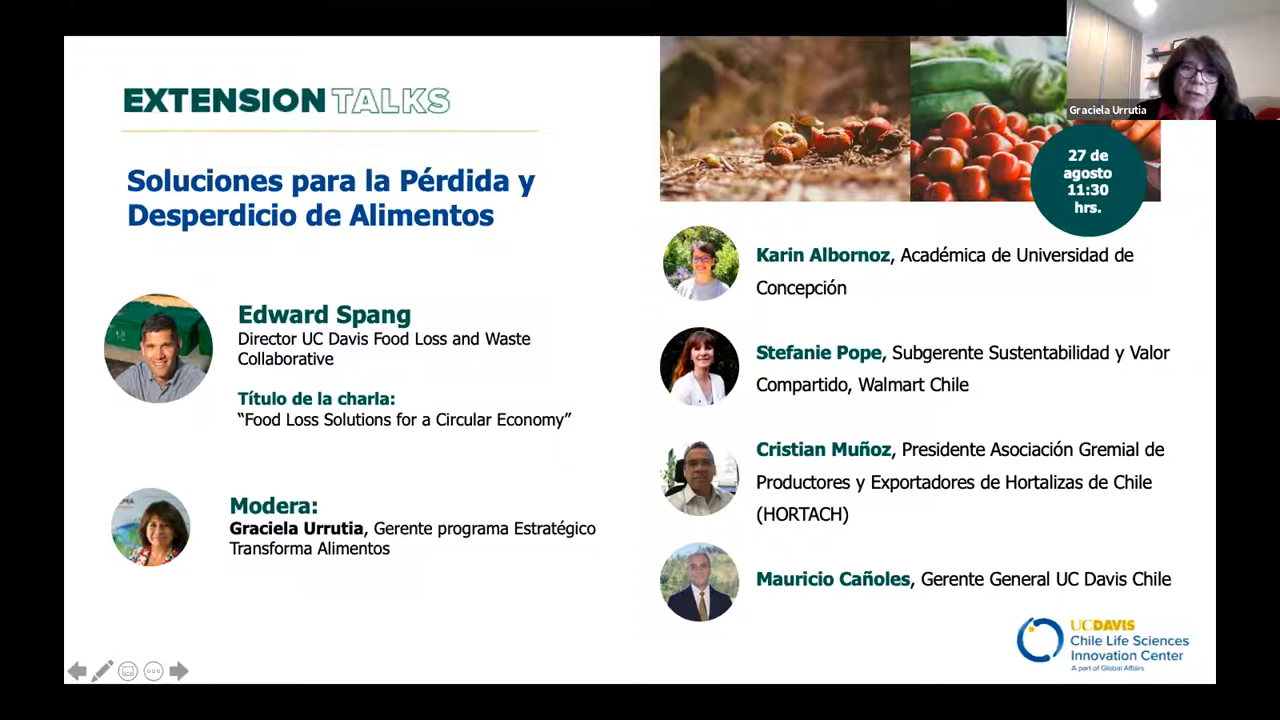 EXTENSION TALKS
Soluciones para la Pérdida y
Desperdicio de Alimentos
Edward Spang
Director UC Davis Food Loss and Waste
Collaborative
Título de la charla:
“Food Loss Solutions for a Circular Economy”
Modera:
Graciela Urrutia, Gerente programa Estratégico
Transforma Alimentos
Graciela Urrutia
27 de
agosto
11:30
hrs.
Karin Albornoz, Académica de Universidad de
Concepción
Stefanie Pope, Subgerente Sustentabilidad y Valor
Compartido, Walmart Chile
Cristian Muñoz, Presidente Asociación Gremial de
Productores y Exportadores de Hortalizas de Chile
(HORTACH)
Mauricio Cañoles, Gerente General UC Davis Chile
UCDAVIS
Chile Life Sciences
Innovation Center
A part of Global Affairs